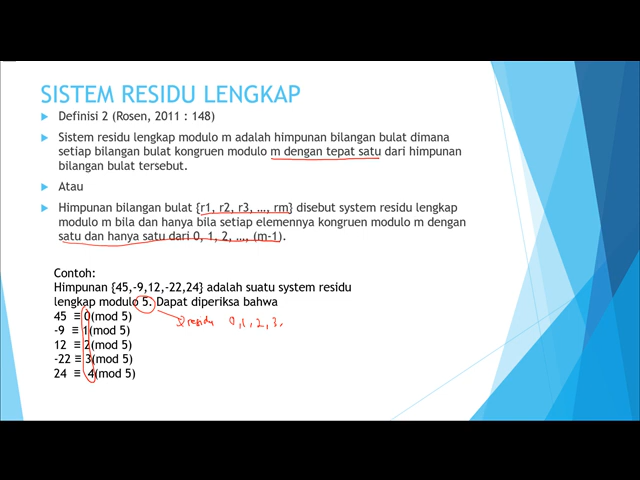 SISTEM RESIDU LENGKAP
Definisi 2 (Rosen, 2011 : 148)
Sistem residu lengkap modulo m adalah himpunan bilangan bulat dimana
setiap bilangan bulat kongruen modulo m dengan tepat satu dari himpunan
bilangan bulat tersebut.
Atau
Himpunan bilangan bulat {r1, r2, r3, …, rm} disebut system residu lengkap
modulo m bila dan hanya bila setiap elemennya kongruen modulo m dengan
satu dan hanya satu dari 0, 1, 2, …, (m-1).
Contoh:
Himpunan {45,-9,12,-22,24} adalah suatu system residu
lengkap modulo 5. Dapat diperiksa bahwa
45 ≡ 0(mod 5)
-9 ≡ 1(mod 5) residu 0, 1, 2, 3,
12 ≡ 2(mod 5)
-22 ≡ 3(mod 5)
24 ≡ 4(mod 5)